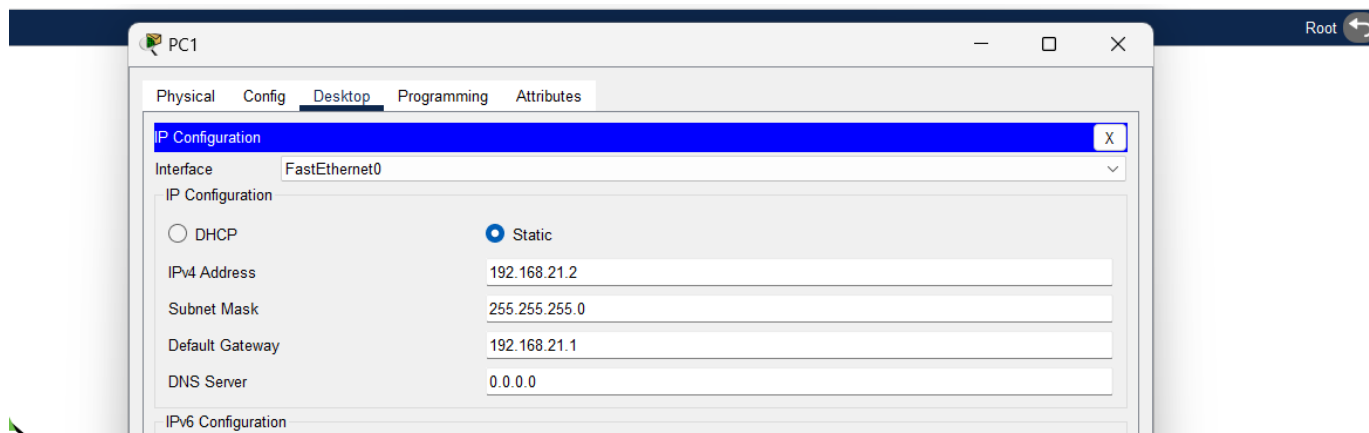 Root
PC1
Physical Config Desktop Programming Attributes
IP Configuration X
Interface FastEthernet0
IP Configuration
DHCP Static
IPv4 Address 192.168.21.2
Subnet Mask 255.255.255.0
Default Gateway 192.168.21.1
DNS Server 0.0.0.0
IPv6 Configuration